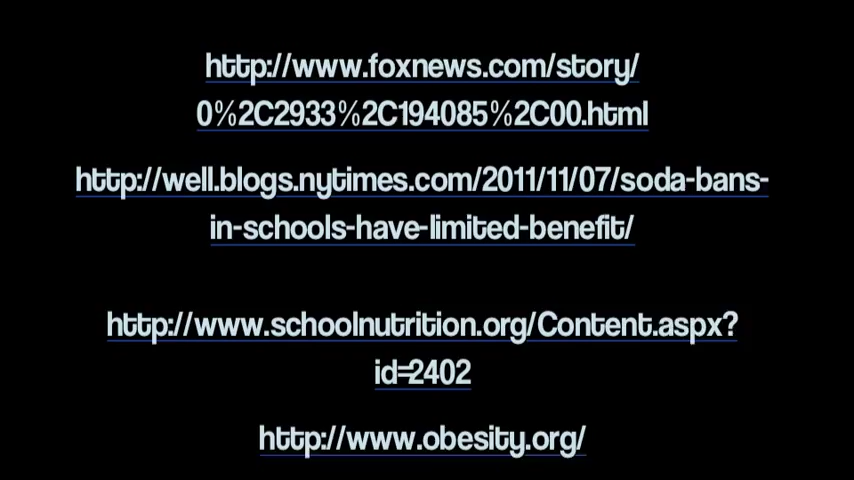 http://www.foxnews.com/story/
0%2C2933%2C194085%2C00.html
http://well.blogs.nytimes.com/2011/11/07/soda-bans-
in-schools-have-limited-benefit/
http://www.schoolnutrition.org/Content.aspx?
id=2402
http://www.obesity.org/